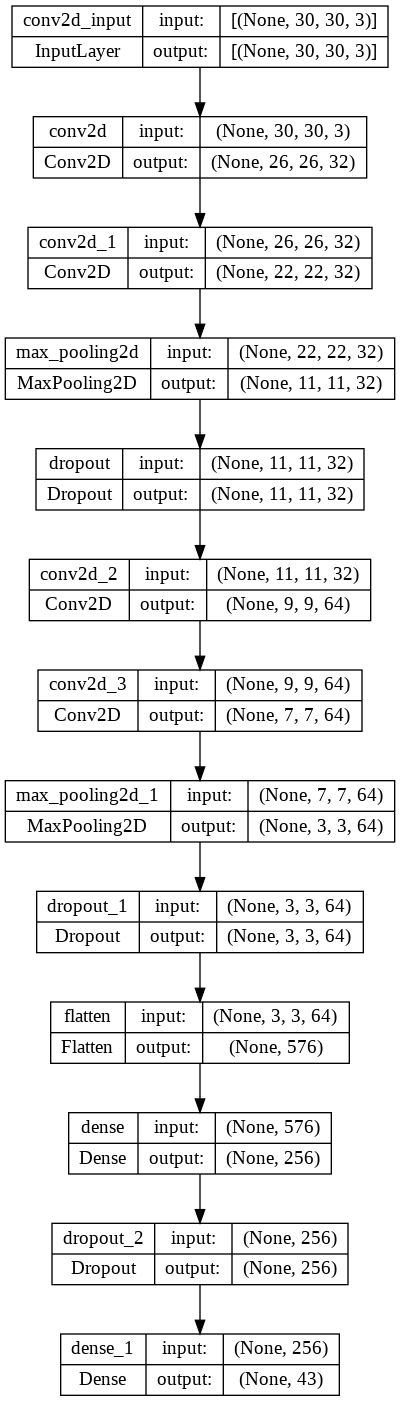 conv2d_input input: [(None, 30, 30, 3)]
InputLayer output: [(None, 30, 30, 3)]
conv2d input: (None, 30, 30, 3)
Conv2D output: (None, 26, 26, 32)
conv2d_1 input: (None, 26, 26, 32)
Conv2D output: (None, 22, 22, 32)
max_pooling2d input: (None, 22, 22, 32)
MaxPooling2D output: (None, 11, 11, 32)
dropout input: (None, 11, 11, 32)
Dropout output: (None, 11, 11, 32)
conv2d_2 input: (None, 11, 11, 32)
Conv2D output: (None, 9, 9, 64)
conv2d_3 input: (None, 9, 9, 64)
Conv2D output: (None, 7, 7, 64)
max_pooling2d_1 input: (None, 7, 7, 64)
MaxPooling2D output: (None, 3, 3, 64)
dropout_1 input: (None, 3, 3, 64)
Dropout output: (None, 3, 3, 64)
flatten input: (None, 3, 3, 64)
Flatten output: (None, 576)
dense input: (None, 576)
Dense output: (None, 256)
dropout_2 input: (None, 256)
Dropout output: (None, 256)
dense_1 input: (None, 256)
Dense output: (None, 43)